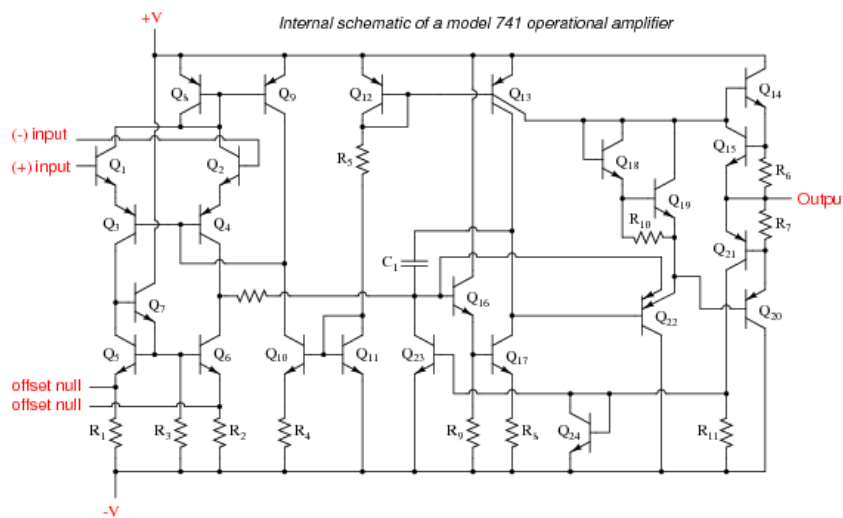 Internal schematic of a model 741 operational amplifier
+V
Q8
Q9
Q12
Q13
Q14
(-) input
(+) input
Q1
Q2
R5
Q15
Q18
R6
Q19
Output
Q3
Q4
R10
R7
Q21
C1
Q7
Q16
Q22
Q20
Q5
Q6
Q10
Q11
Q23
Q17
offset null
offset null
R1
R3
R2
R4
R9
R8
Q24
R11
-V